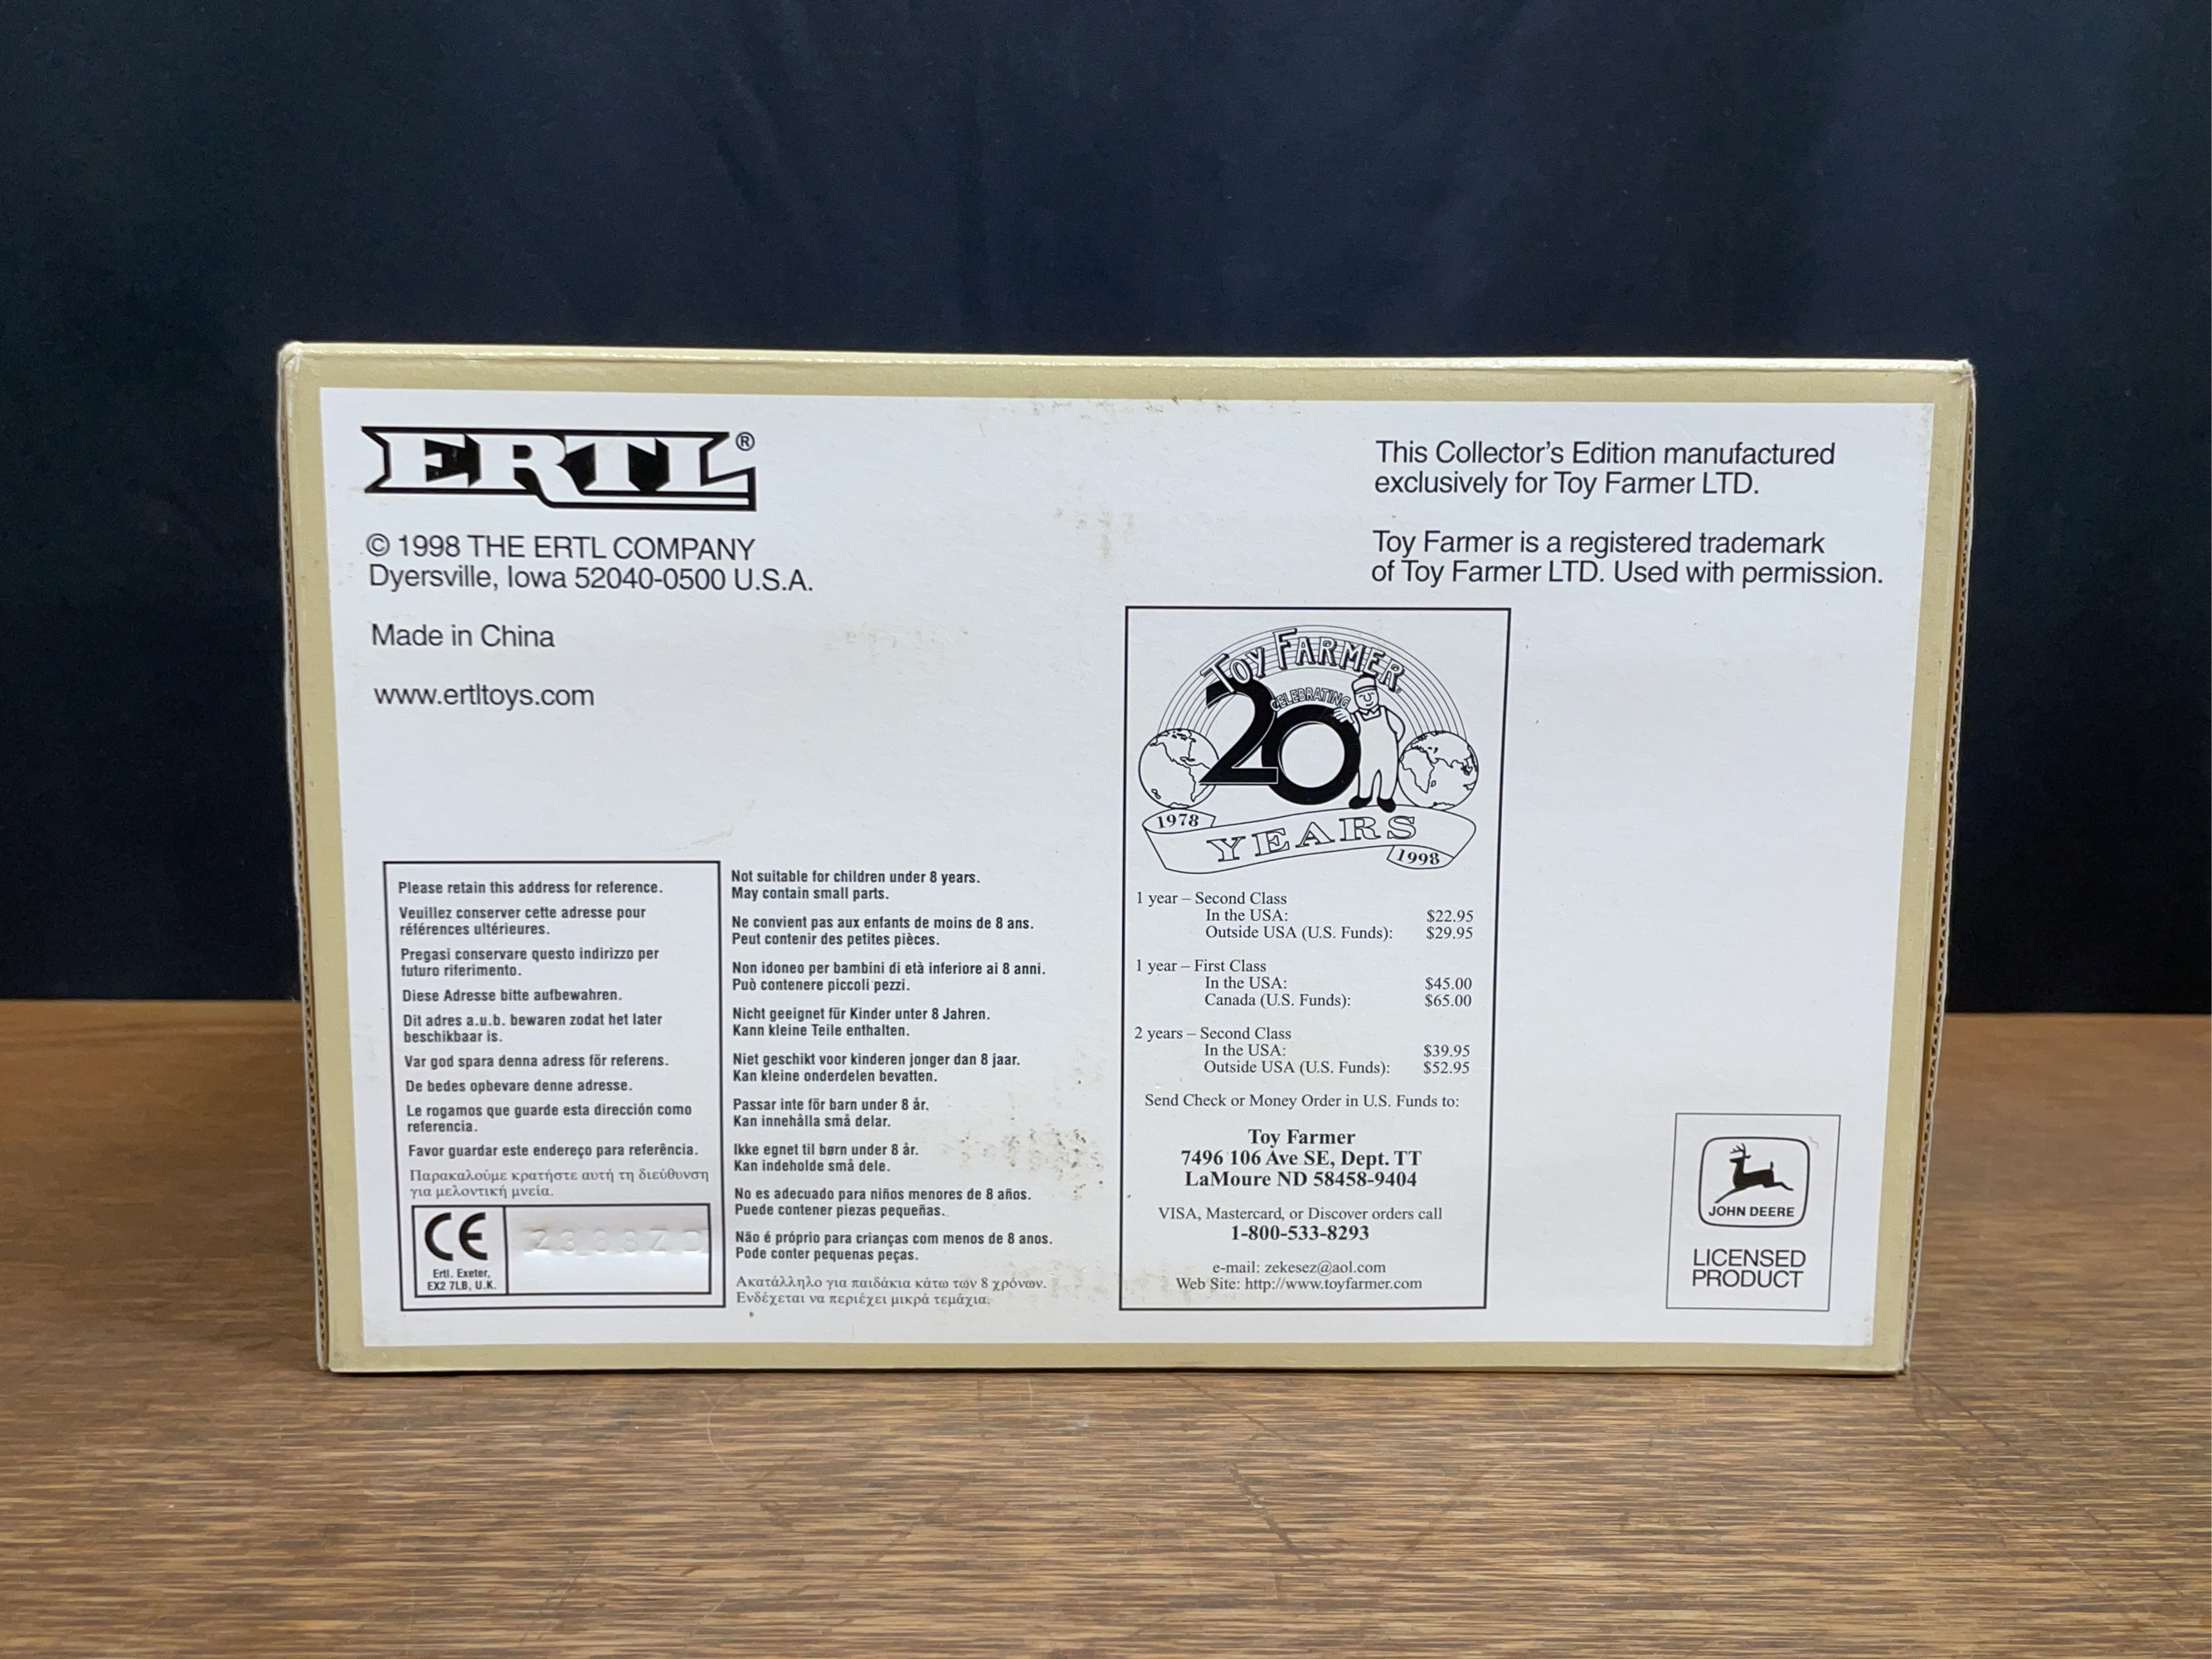 ERTL®
© 1998 THE ERTL COMPANY
Dyersville, Iowa 52040-0500 U.S.A.
Made in China
www.ertltoys.com
This Collector's Edition manufactured
exclusively for Toy Farmer LTD.
Toy Farmer is a registered trademark
of Toy Farmer LTD. Used with permission.
Please retain this address for reference.
Veuillez conserver cette adresse pour
références ultérieures.
Pregasi conservare questo indirizzo per
futuro riferimento.
Diese Adresse bitte aufbewahren.
Dit adres a.u.b. bewaren zodat het later
beschikbaar is.
Var god spara denna adress för referens.
De bedes opbevare denne adresse.
Le rogamos que guarde esta dirección como
referencia.
Favor guardar este endereço para referência.
Παρακαλούμε κρατήστε αυτή τη διεύθυνση
για μελοντική μνεία.
CE
Ertl. Exeter,
EX2 7LB, U.K.
Not suitable for children under 8 years.
May contain small parts.
Ne convient pas aux enfants de moins de 8 ans.
Peut contenir des petites pièces.
Non idoneo per bambini di età inferiore ai 8 anni.
Può contenere piccoli pezzi.
Nicht geeignet für Kinder unter 8 Jahren.
Kann kleine Teile enthalten.
Niet geschikt voor kinderen jonger dan 8 jaar.
Kan kleine onderdelen bevatten.
Passar inte för barn under 8 år.
Kan innehålla små delar.
Ikke egnet til børn under 8 år.
Kan indeholde små dele.
No es adecuado para niños menores de 8 años.
Puede contener piezas pequeñas.
Não é próprio para crianças com menos de 8 anos.
Pode conter pequenas peças.
Ακατάλληλο για παιδάκια κάτω των 8 χρόνων.
Ενδέχεται να περιέχει μικρά τεμάχια.
TOY FARMER
CELEBRATING
20
1978
YEARS
1998
1 year – Second Class
In the USA: $22.95
Outside USA (U.S. Funds): $29.95
1 year – First Class
In the USA: $45.00
Canada (U.S. Funds): $65.00
2 years – Second Class
In the USA: $39.95
Outside USA (U.S. Funds): $52.95
Send Check or Money Order in U.S. Funds to:
Toy Farmer
7496 106 Ave SE, Dept. TT
LaMoure ND 58458-9404
VISA, Mastercard, or Discover orders call
1-800-533-8293
e-mail: zekesez@aol.com
Web Site: http://www.toyfarmer.com
JOHN DEERE
LICENSED
PRODUCT